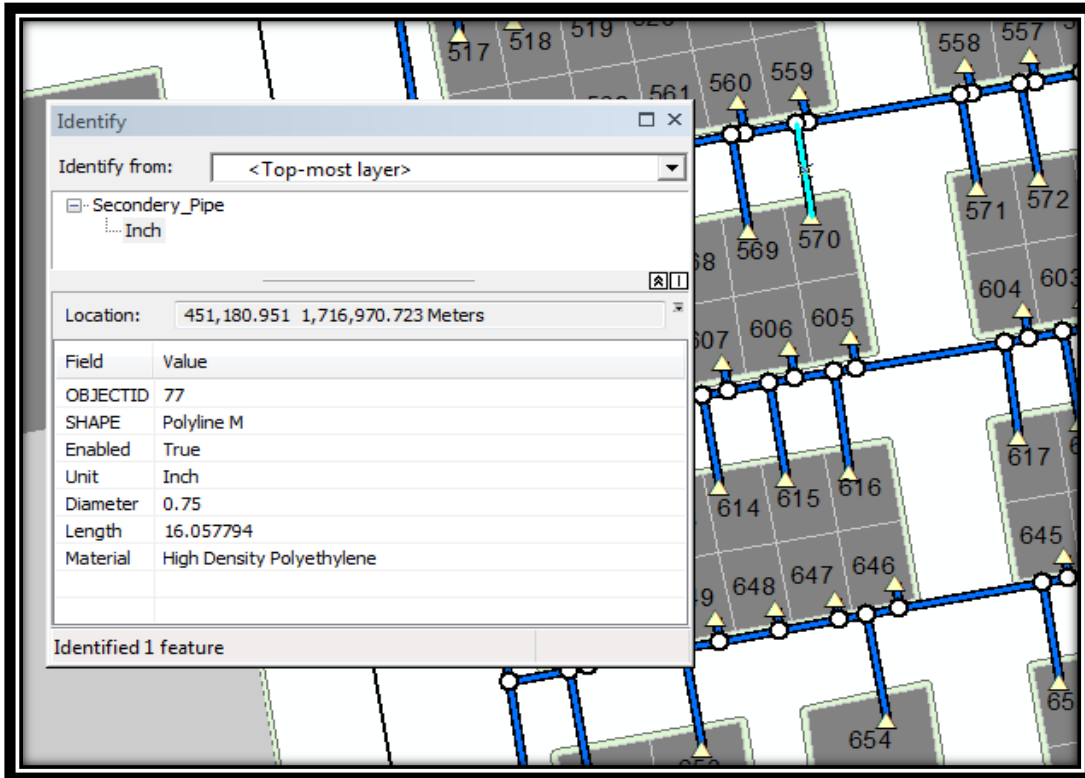 517 518 519
560 561 559
558 557
Identify
Identify from: <Top-most layer>
Secondery_Pipe
Inch
Location: 451,180.951 1,716,970.723 Meters
Field Value
OBJECTID 77
SHAPE Polyline M
Enabled True
Unit Inch
Diameter 0.75
Length 16.057794
Material High Density Polyethylene
Identified 1 feature
569 570
571 572
606 605
604 603
614 615 616
617
648 647 646
645
654